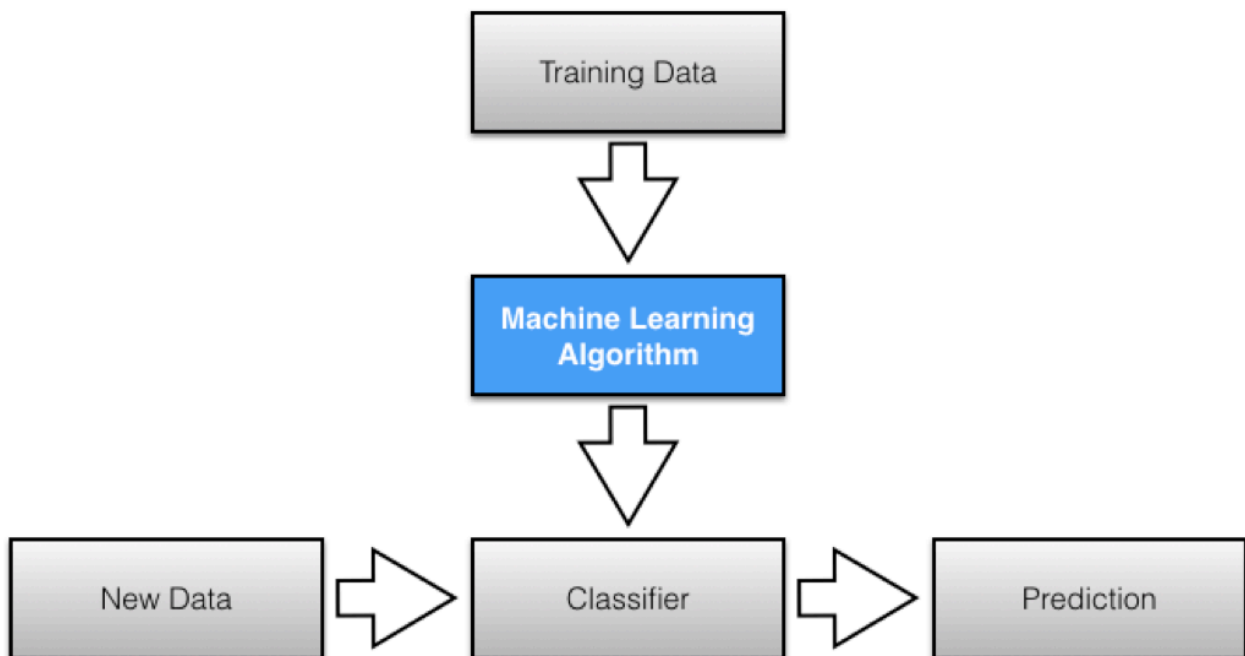 Training Data
Machine Learning
Algorithm
New Data
Classifier
Prediction